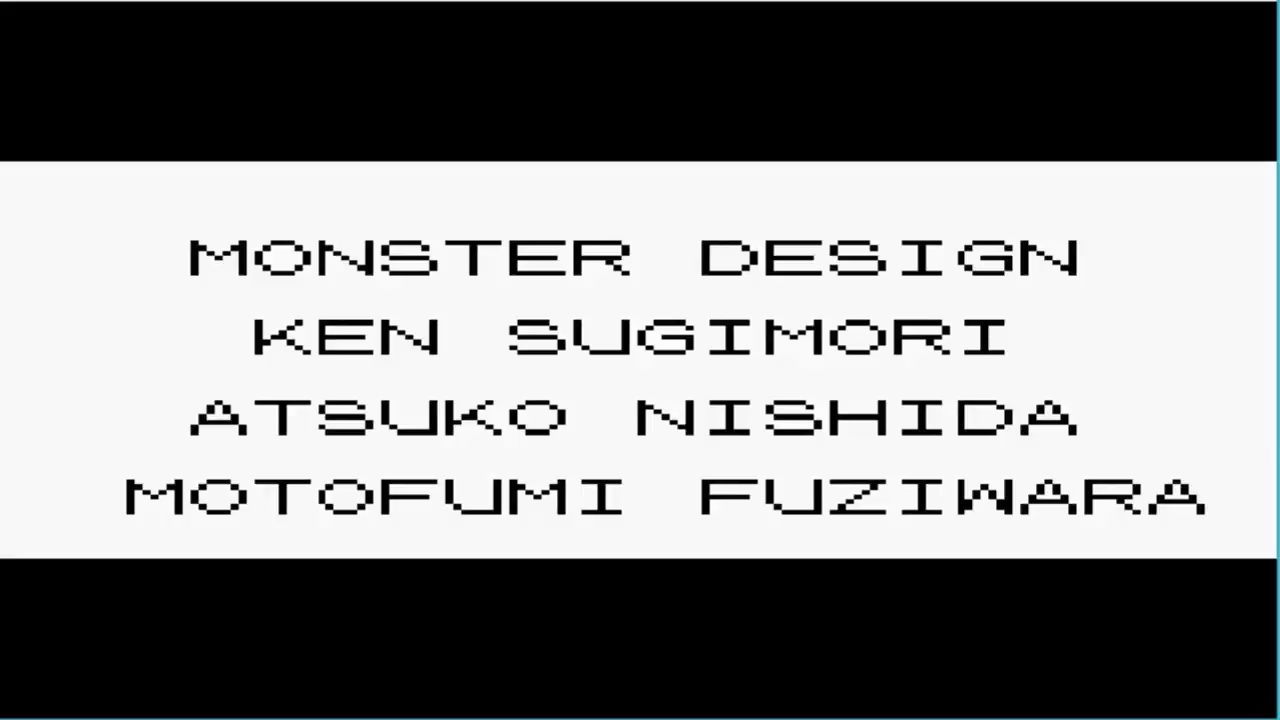 MONSTER DESIGN
KEN SUGIMORI
ATSUKO NISHIDA
MOTOFUMI FUZIWARA